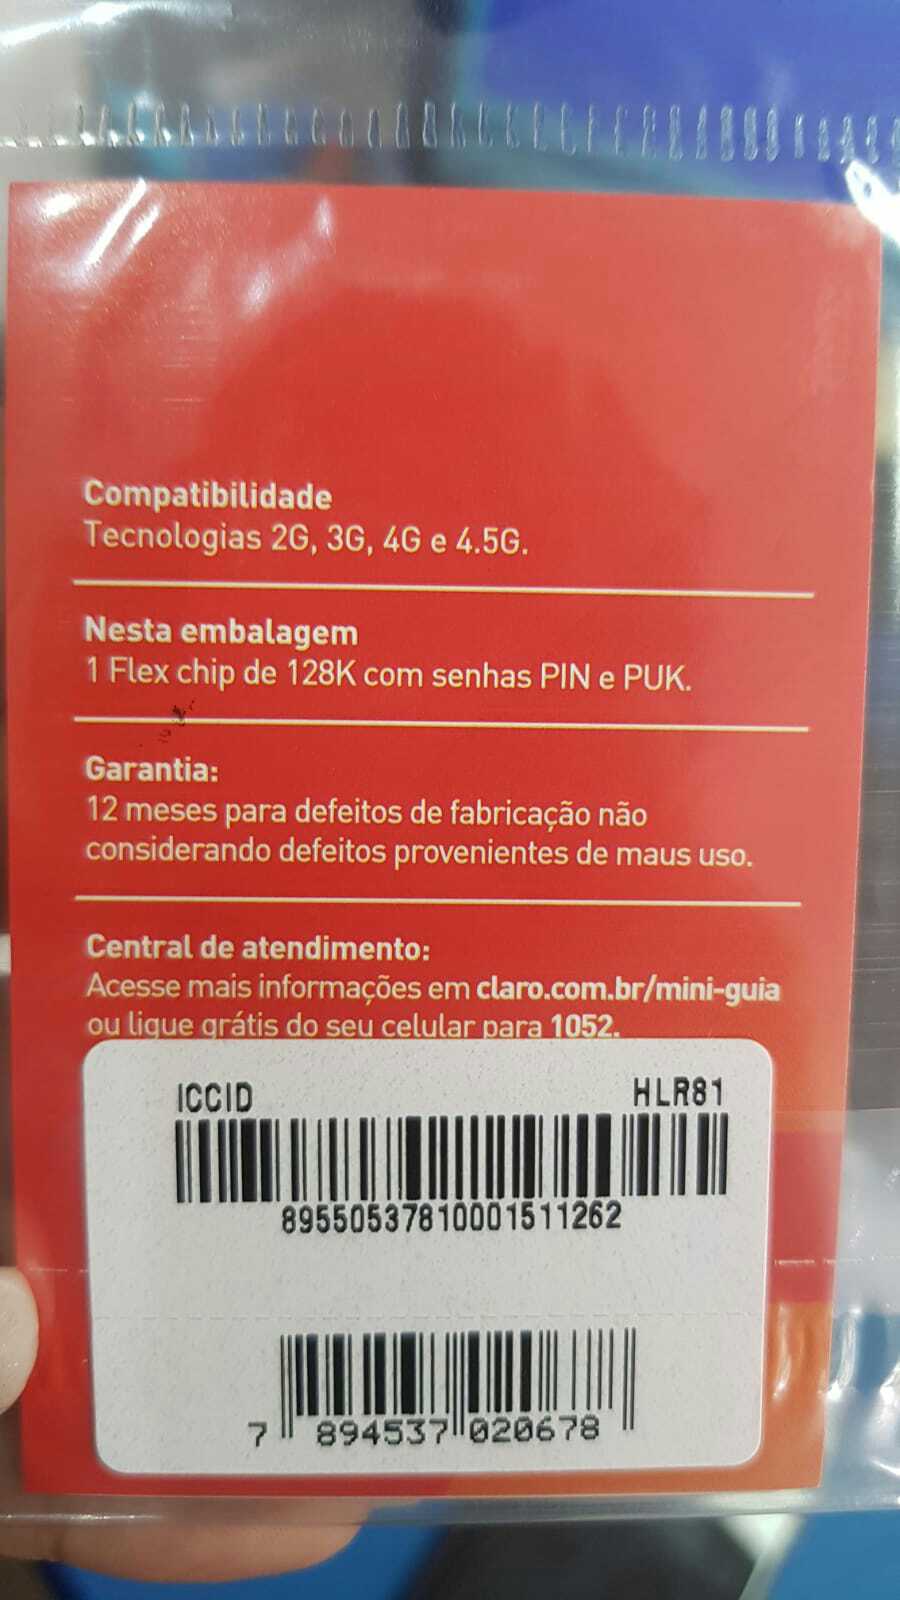 Compatibilidade
Tecnologias 2G, 3G, 4G e 4.5G.
Nesta embalagem
1 Flex chip de 128K com senhas PIN e PUK.
Garantia:
12 meses para defeitos de fabricação não
considerando defeitos provenientes de maus uso.
Central de atendimento:
Acesse mais informações em claro.com.br/mini-guia
ou ligue grátis do seu celular para 1052.
ICCID HLR81
89550537810001511262
7 894537 020678